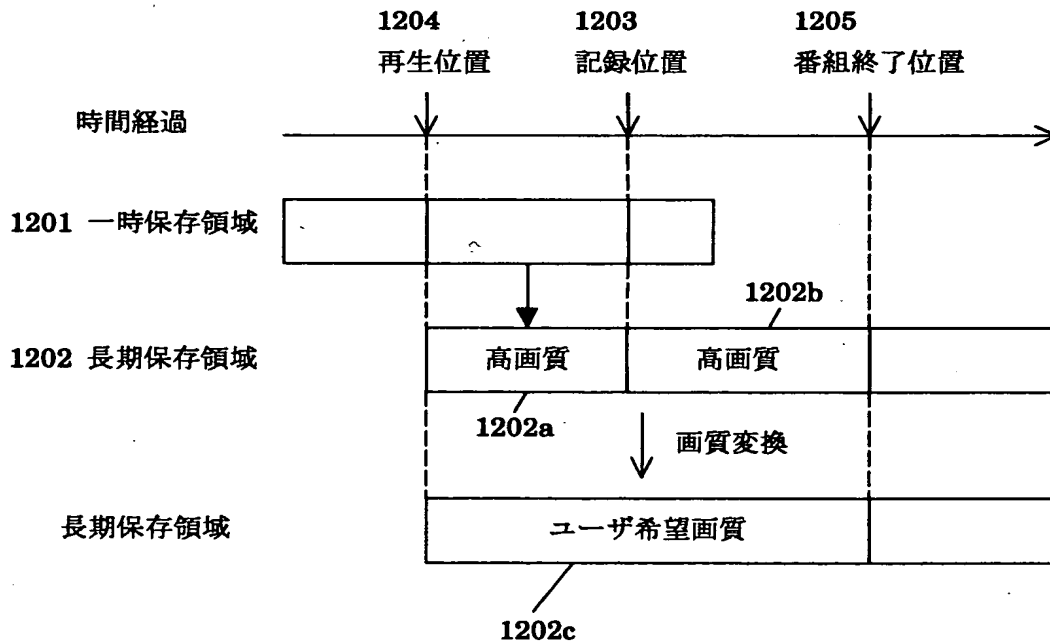 1204
再生位置
1203
記録位置
1205
番組終了位置
時間経過
1201 一時保存領域
1202b
1202 長期保存領域
高画質
高画質
1202a
画質変換
長期保存領域
ユーザ希望画質
1202c